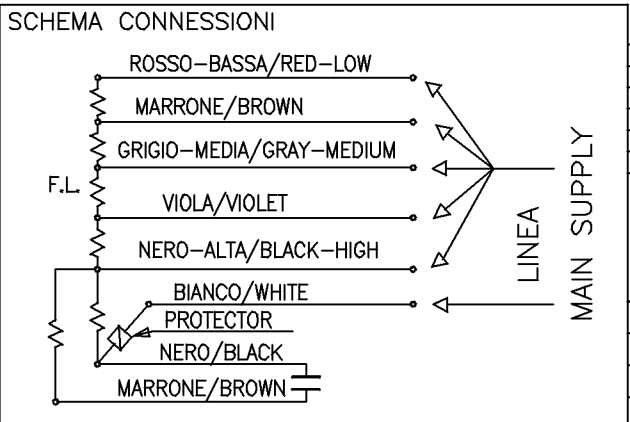 SCHEMA CONNESSIONI
ROSSO-BASSA/RED-LOW
MARRONE/BROWN
GRIGIO-MEDIA/GRAY-MEDIUM
F.L.
VIOLA/VIOLET
NERO-ALTA/BLACK-HIGH
BIANCO/WHITE
PROTECTOR
NERO/BLACK
MARRONE/BROWN
LINEA
MAIN SUPPLY